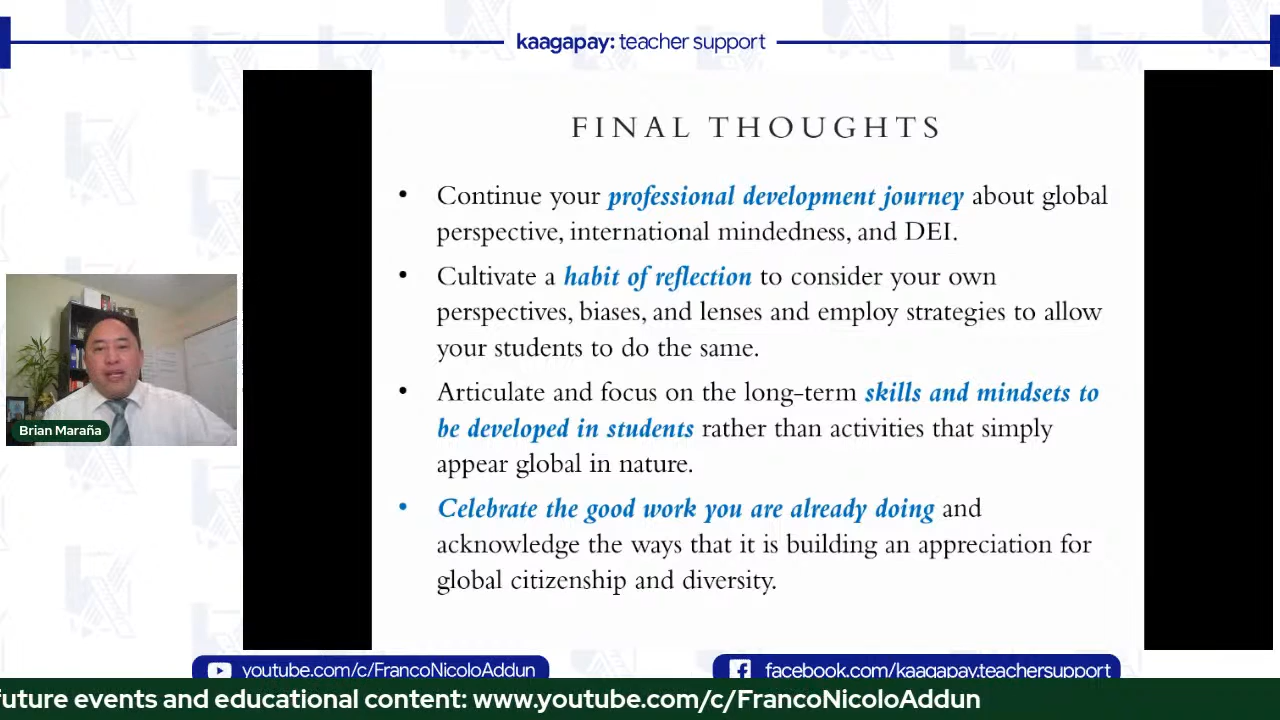 kaagapay: teacher support
FINAL THOUGHTS
• Continue your professional development journey about global
perspective, international mindedness, and DEI.
• Cultivate a habit of reflection to consider your own
perspectives, biases, and lenses and employ strategies to allow
your students to do the same.
• Articulate and focus on the long-term skills and mindsets to
be developed in students rather than activities that simply
appear global in nature.
• Celebrate the good work you are already doing and
acknowledge the ways that it is building an appreciation for
global citizenship and diversity.
Brian Maraña
youtube.com/c/FrancoNicoloAddun
facebook.com/kaagapay.teachersupport
future events and educational content: www.youtube.com/c/FrancoNicoloAddun